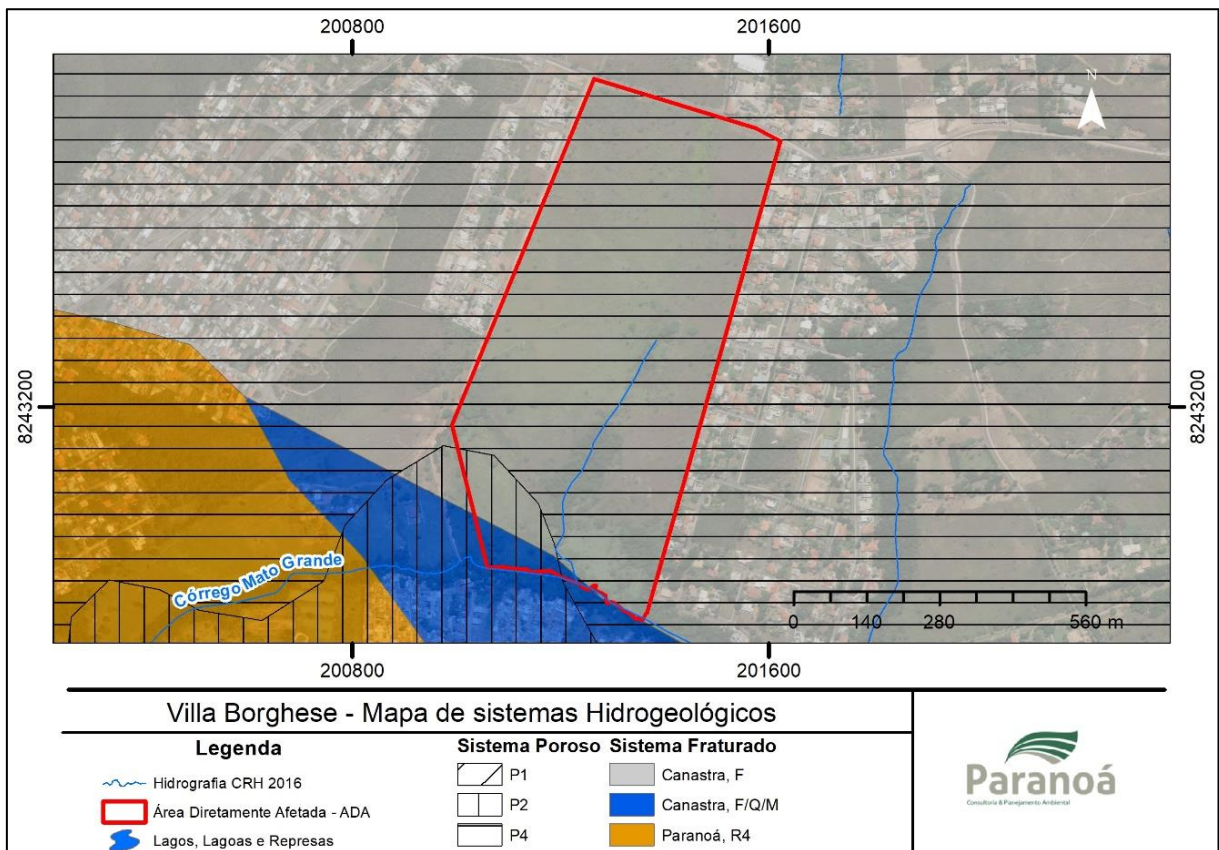 200800 201600
N
8243200 8243200
Córrego Mato Grande
0 140 280 560 m
200800 201600
Villa Borghese - Mapa de sistemas Hidrogeológicos
Legenda
Hidrografia CRH 2016
Área Diretamente Afetada - ADA
Lagos, Lagoas e Represas
Sistema Poroso
P1
P2
P4
Sistema Fraturado
Canastra, F
Canastra, F/Q/M
Paranoá, R4
Paranoá
Consultoria & Planejamento Ambiental